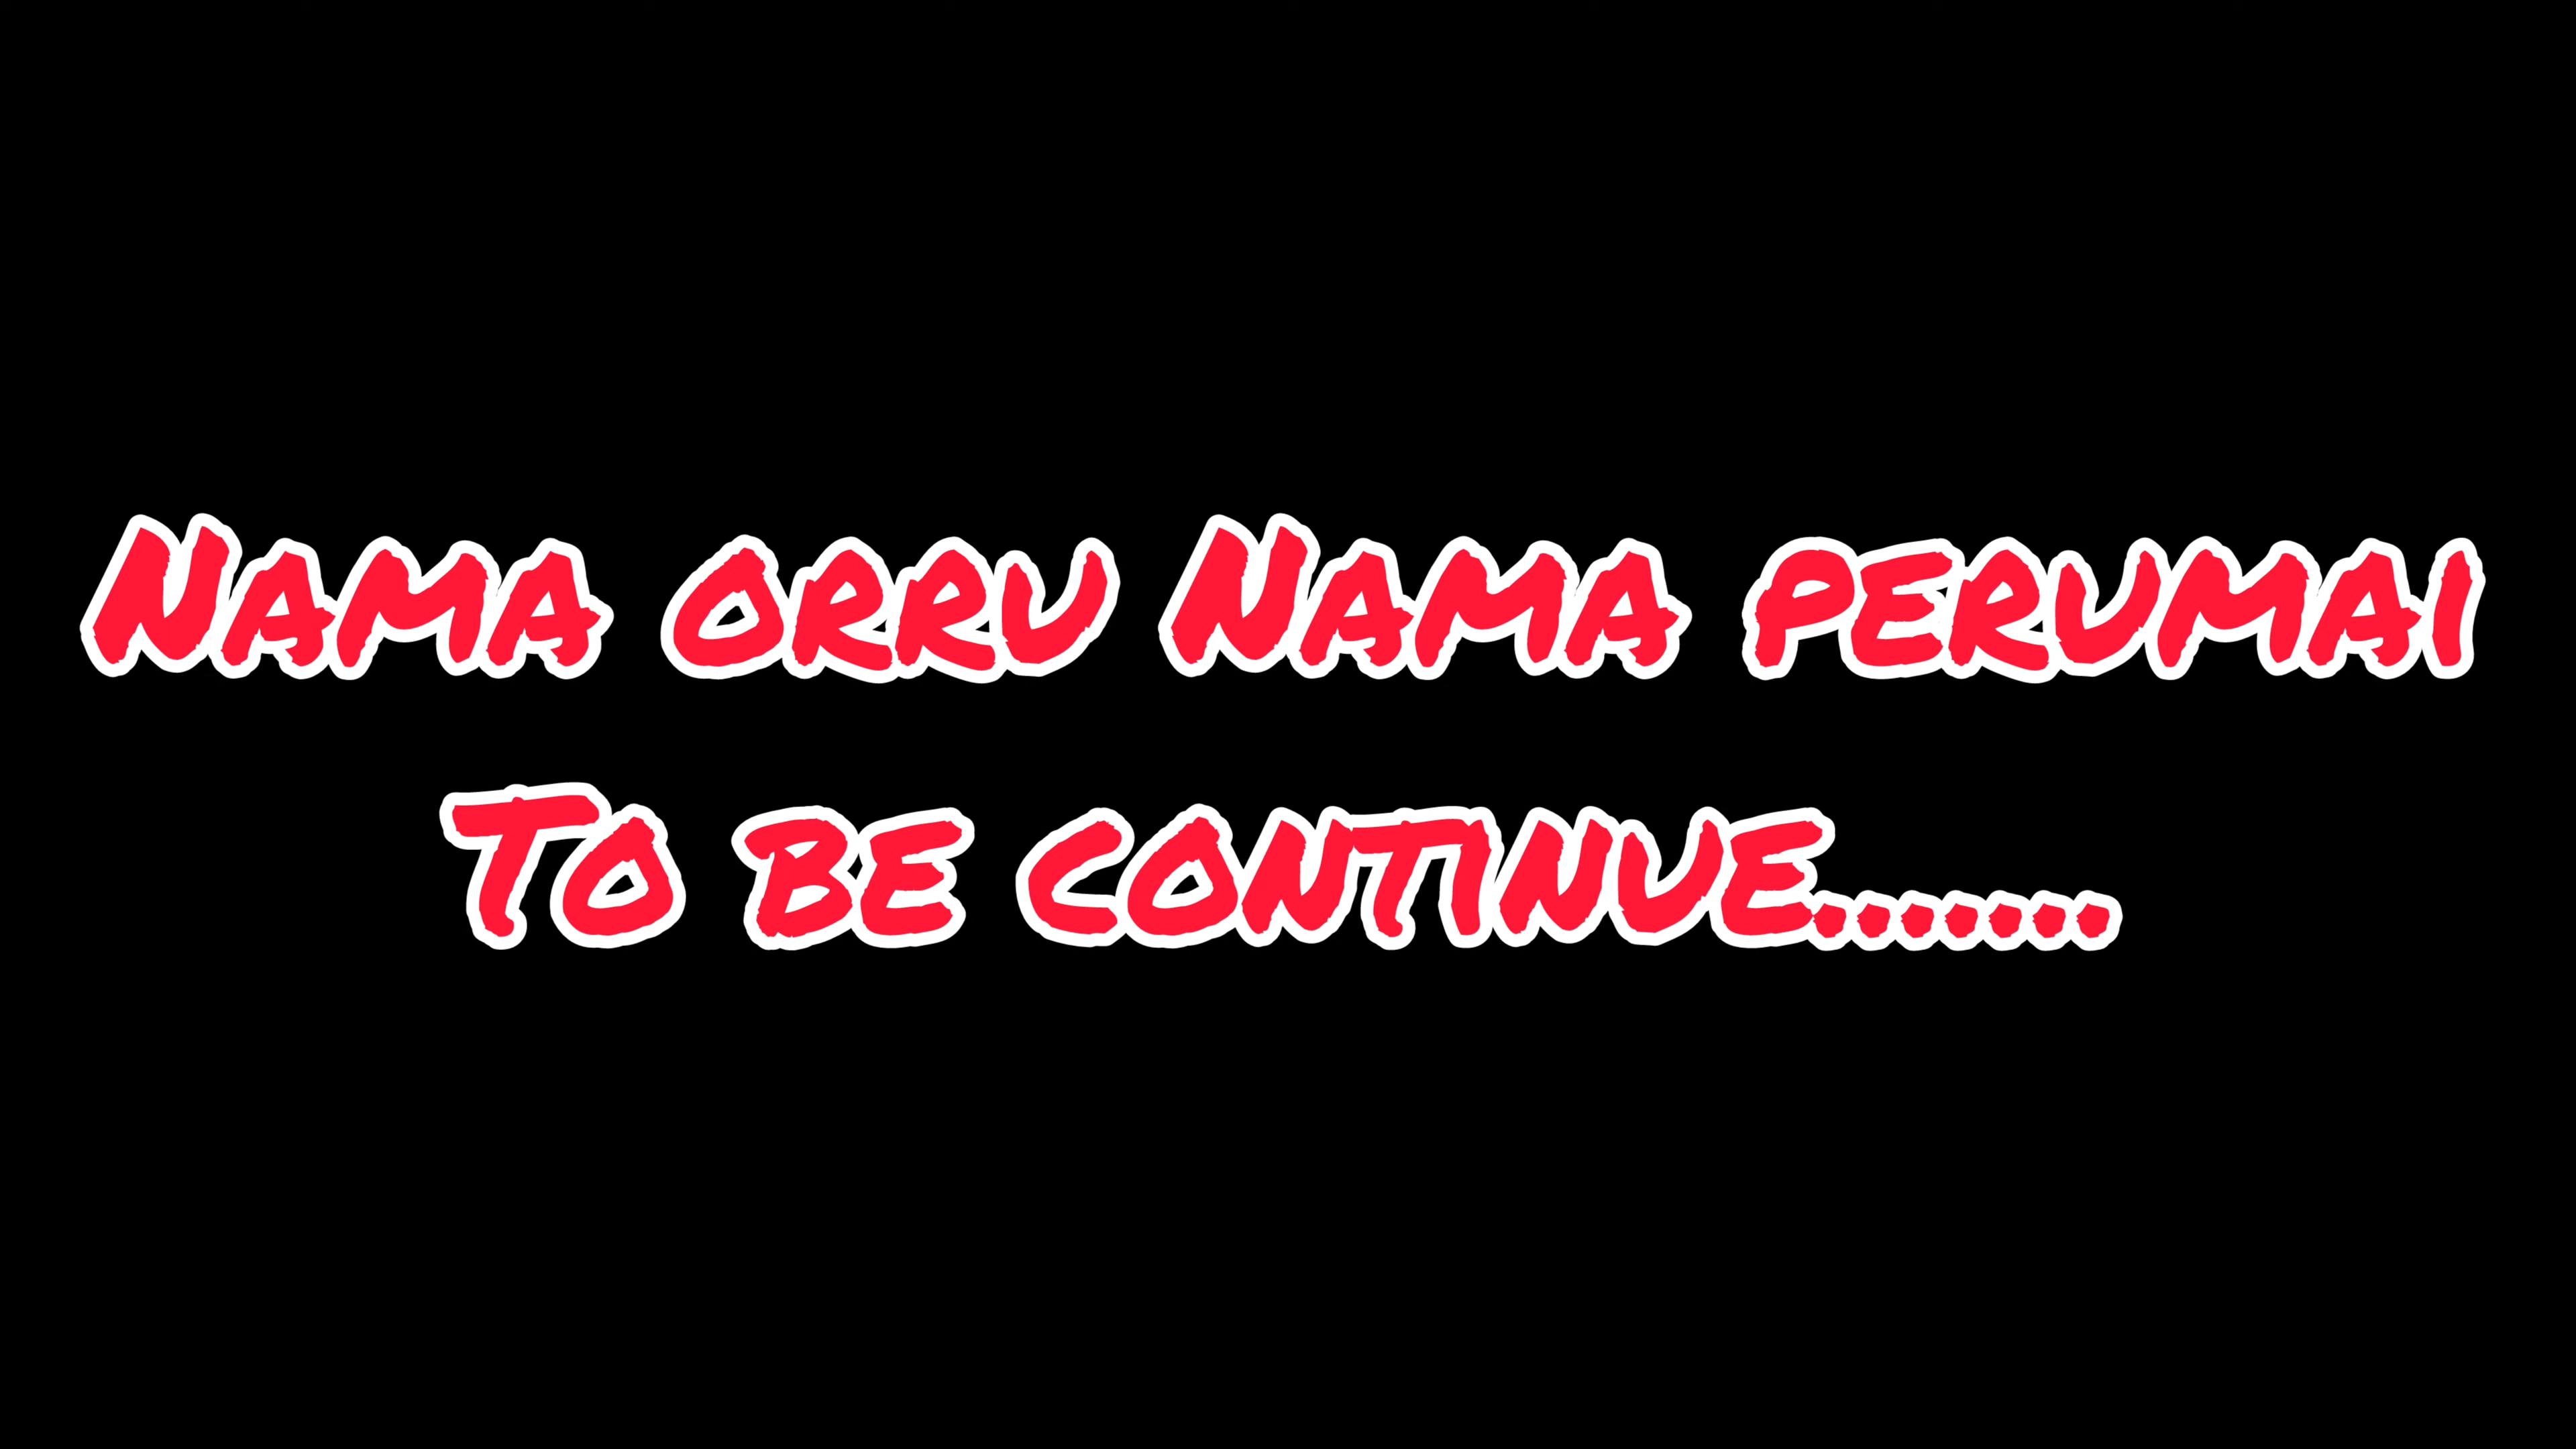 Nama orru Nama perumai
To be continue.......